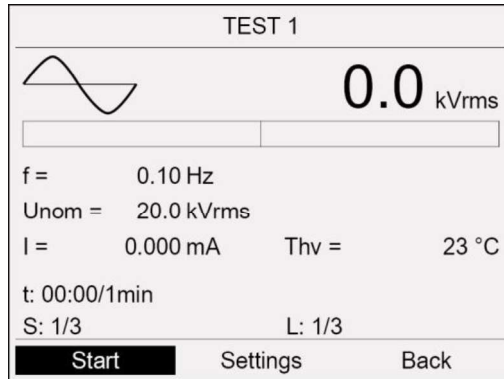 TEST 1
0.0 kVrms
f = 0.10 Hz
Unom = 20.0 kVrms
I = 0.000 mA Thv = 23 °C
t: 00:00/1min
S: 1/3 L: 1/3
Start Settings Back